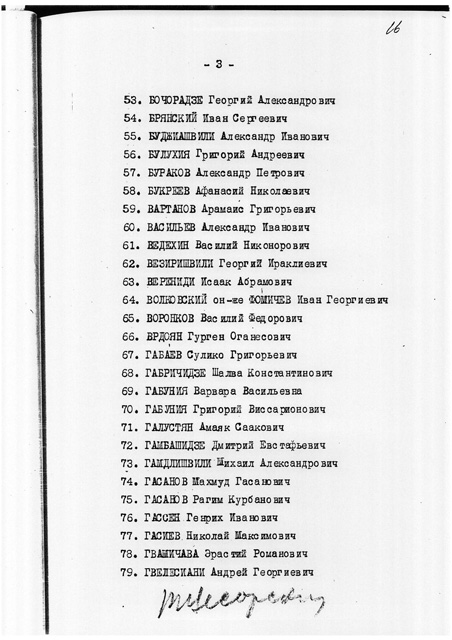 16
- 3 -
53. БОЧОРАДЗЕ Георгий Александрович
54. БРЯНСКИЙ Иван Сергеевич
55. БУДЖИАШВИЛИ Александр Иванович
56. БУЛУХИЯ Григорий Андреевич
57. БУРАКОВ Александр Петрович
58. БУКРЕЕВ Афанасий Николаевич
59. ВАРТАНОВ Арамаис Григорьевич
60. ВАСИЛЬЕВ Александр Иванович
61. ВЕДЕХИН Василий Никонорович
62. ВЕЗИРИШВИЛИ Георгий Ираклиевич
63. ВЕРЕНИДИ Исаак Абрамович
64. ВОЛКОВСКИЙ он-же ФОМИЧЕВ Иван Георгиевич
65. ВОРОНКОВ Василий Федорович
66. ВРДОЯН Гурген Оганесович
67. ГАБАЕВ Сулико Григорьевич
68. ГАБРИЧИДЗЕ Шалва Константинович
69. ГАБУНИЯ Варвара Васильевна
70. ГАБУНИЯ Григорий Виссарионович
71. ГАЛУСТЯН Амаяк Саакович
72. ГАМБАШИДЗЕ Дмитрий Евстафьевич
73. ГАМДЛИШВИЛИ Михаил Александрович
74. ГАСАНОВ Махмуд Гасанович
75. ГАСАНОВ Рагим Курбанович
76. ГАССЕН Генрих Иванович
77. ГАСИЕВ Николай Максимович
78. ГВАМИЧАВА Эрастий Романович
79. ГВЕЛЕСИАНИ Андрей Георгиевич